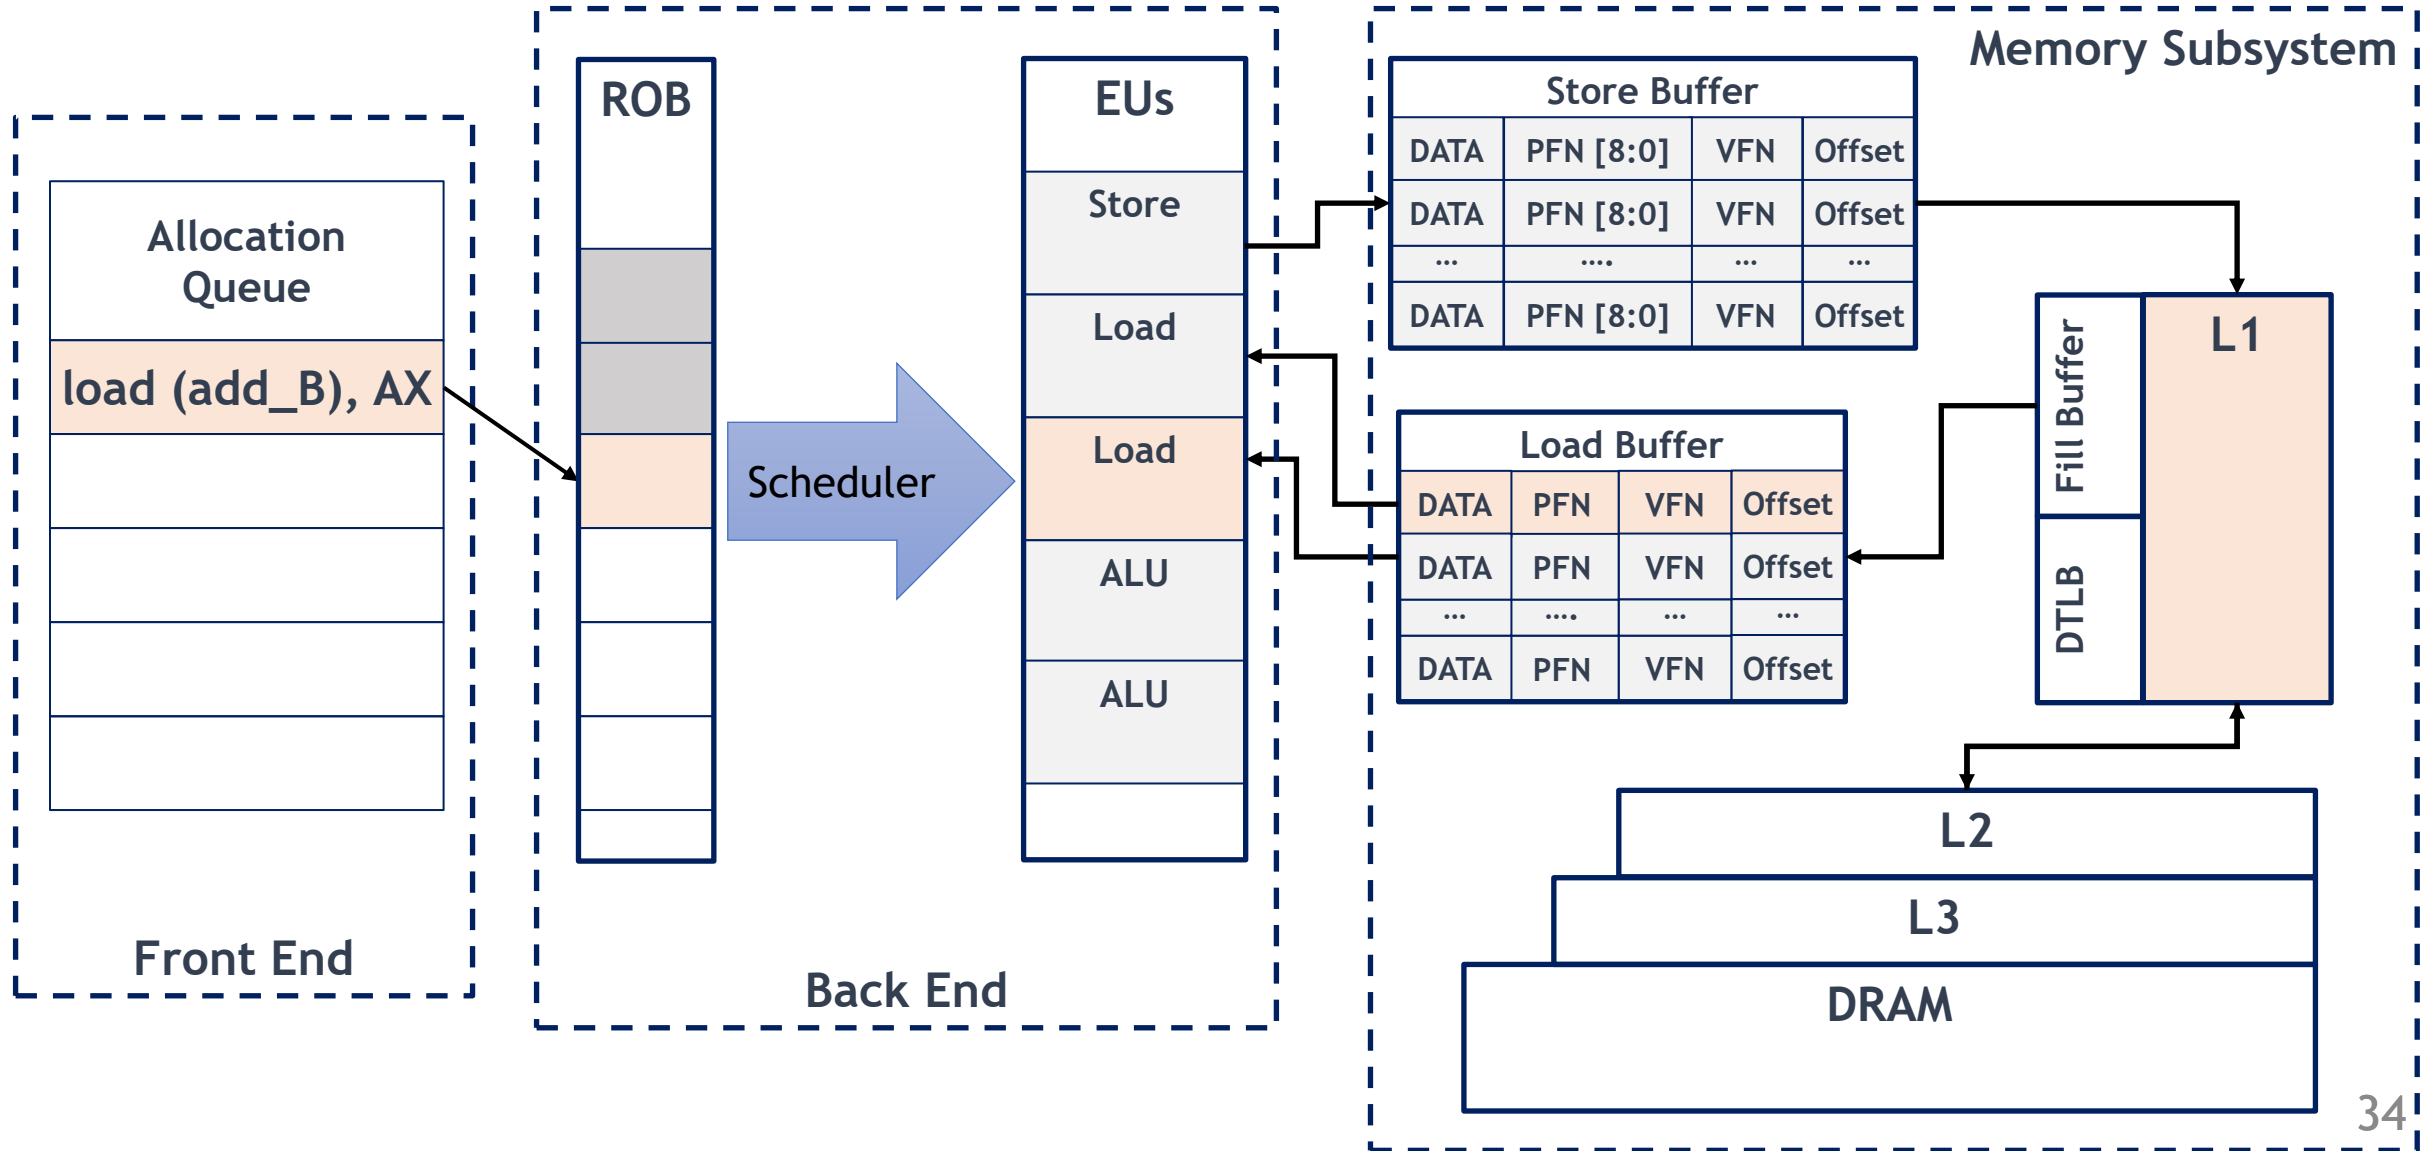 Allocation
Queue
load (add_B), AX
Front End
ROB
Scheduler
EUs
Store
Load
Load
ALU
ALU
Back End
Memory Subsystem
Store Buffer
DATA PFN [8:0] VFN Offset
DATA PFN [8:0] VFN Offset
... .... ... ...
DATA PFN [8:0] VFN Offset
Load Buffer
DATA PFN VFN Offset
DATA PFN VFN Offset
... .... ... ...
DATA PFN VFN Offset
Fill Buffer
DTLB
L1
L2
L3
DRAM
34